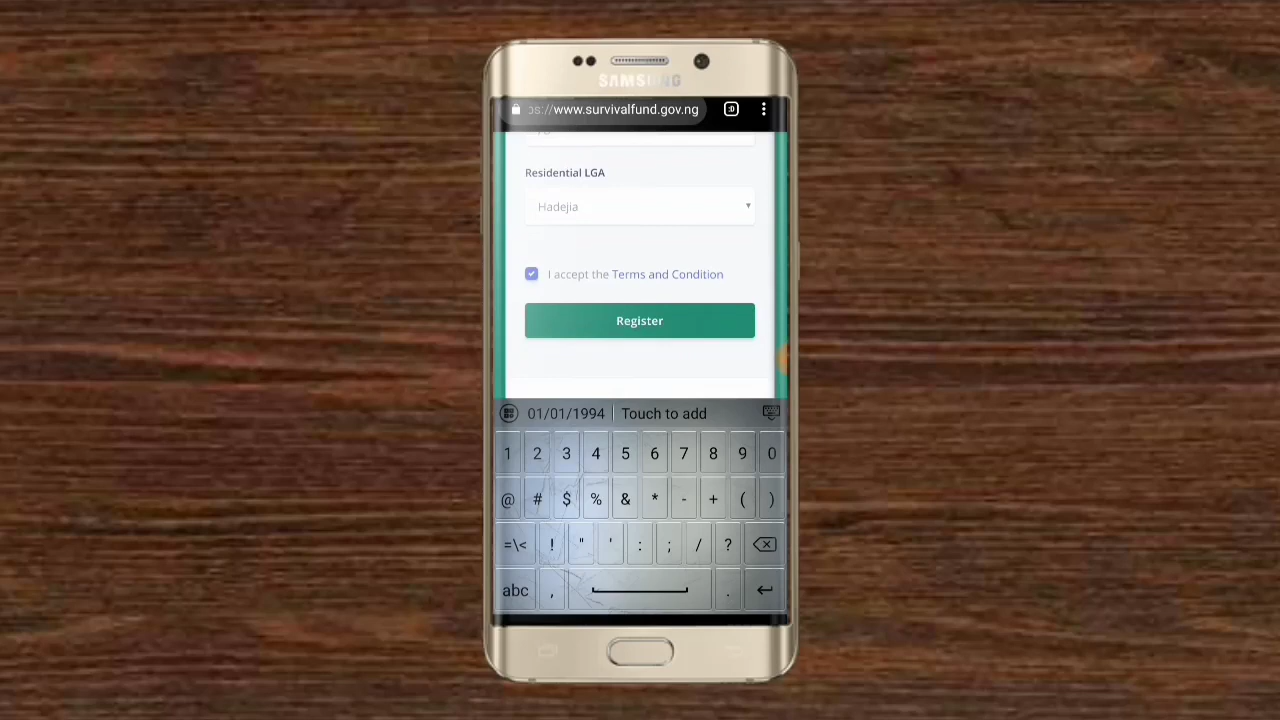 SAMSUNG
ps://www.survivalfund.gov.ng
:D
Residential LGA
Hadejia
I accept the Terms and Condition
Register
01/01/1994 Touch to add
1 2 3 4 5 6 7 8 9 0
@ # $ % & * - + ( )
=\< ! " ' : ; / ?
abc , .